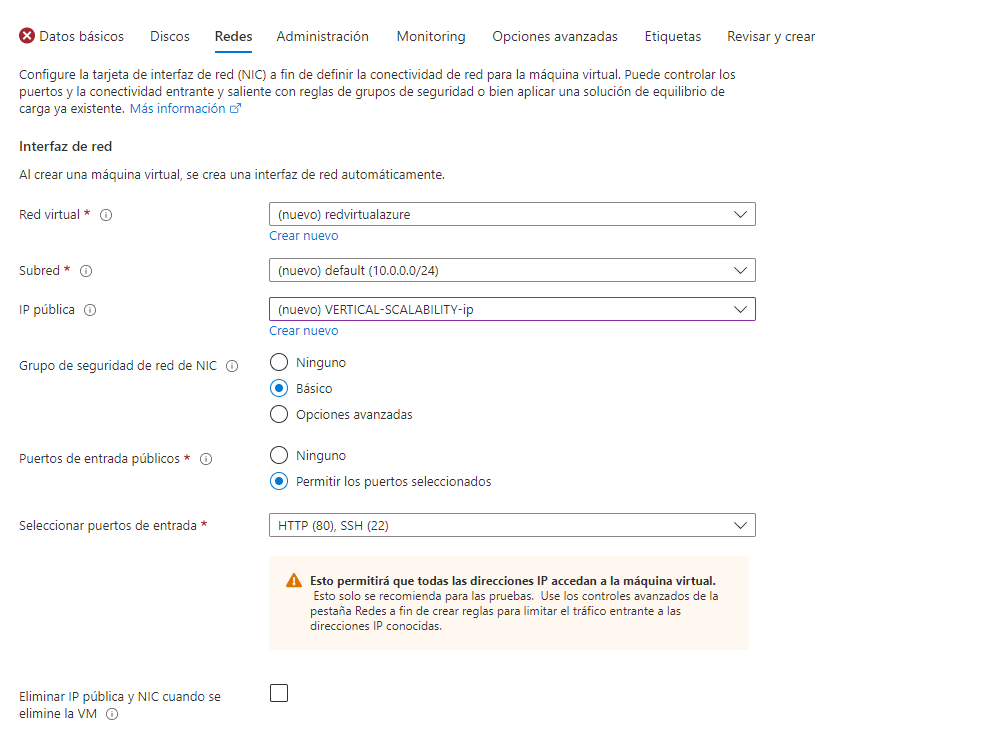 Datos básicos Discos Redes Administración Monitoring Opciones avanzadas Etiquetas Revisar y crear
Configure la tarjeta de interfaz de red (NIC) a fin de definir la conectividad de red para la máquina virtual. Puede controlar los
puertos y la conectividad entrante y saliente con reglas de grupos de seguridad o bien aplicar una solución de equilibrio de
carga ya existente. Más información
Interfaz de red
Al crear una máquina virtual, se crea una interfaz de red automáticamente.
Red virtual * (nuevo) redvirtualazure
Crear nuevo
Subred * (nuevo) default (10.0.0.0/24)
IP pública (nuevo) VERTICAL-SCALABILITY-ip
Crear nuevo
Grupo de seguridad de red de NIC Ninguno
Básico
Opciones avanzadas
Puertos de entrada públicos * Ninguno
Permitir los puertos seleccionados
Seleccionar puertos de entrada * HTTP (80), SSH (22)
Esto permitirá que todas las direcciones IP accedan a la máquina virtual.
Esto solo se recomienda para las pruebas. Use los controles avanzados de la
pestaña Redes a fin de crear reglas para limitar el tráfico entrante a las
direcciones IP conocidas.
Eliminar IP pública y NIC cuando se
elimine la VM